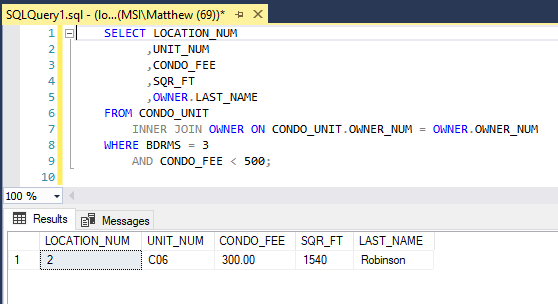 SQLQuery1.sql - (lo...(MSI\Matthew (69))*
1 SELECT LOCATION_NUM
2 ,UNIT_NUM
3 ,CONDO_FEE
4 ,SQR_FT
5 ,OWNER.LAST_NAME
6 FROM CONDO_UNIT
7 INNER JOIN OWNER ON CONDO_UNIT.OWNER_NUM = OWNER.OWNER_NUM
8 WHERE BDRMS = 3
9 AND CONDO_FEE < 500;
10
100 %
Results Messages
LOCATION_NUM UNIT_NUM CONDO_FEE SQR_FT LAST_NAME
1 2 C06 300.00 1540 Robinson